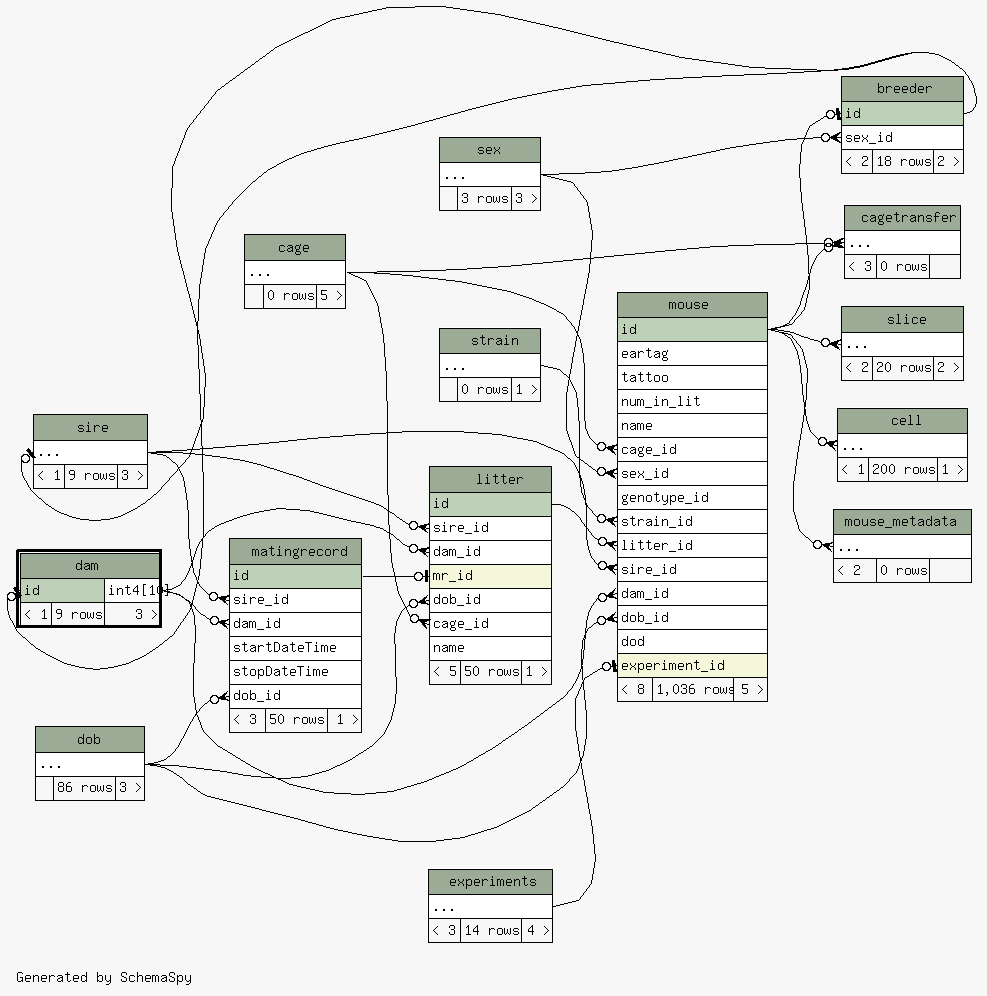 breeder
id
sex_id
< 2 18 rows 2 >
sex
...
3 rows 3 >
cagetransfer
...
< 3 0 rows
cage
...
0 rows 5 >
mouse
id
eartag
tattoo
num_in_lit
name
cage_id
sex_id
genotype_id
strain_id
litter_id
sire_id
dam_id
dob_id
dod
experiment_id
< 8 1,036 rows 5 >
slice
...
< 2 20 rows 2 >
strain
...
0 rows 1 >
cell
...
< 1 200 rows 1 >
sire
...
< 1 9 rows 3 >
litter
id
sire_id
dam_id
mr_id
dob_id
cage_id
name
< 5 50 rows 1 >
mouse_metadata
...
< 2 0 rows
matingrecord
id
sire_id
dam_id
startDateTime
stopDateTime
dob_id
< 3 50 rows 1 >
dam
id int4[10]
< 1 9 rows 3 >
dob
...
86 rows 3 >
experiments
...
< 3 14 rows 4 >
Generated by SchemaSpy